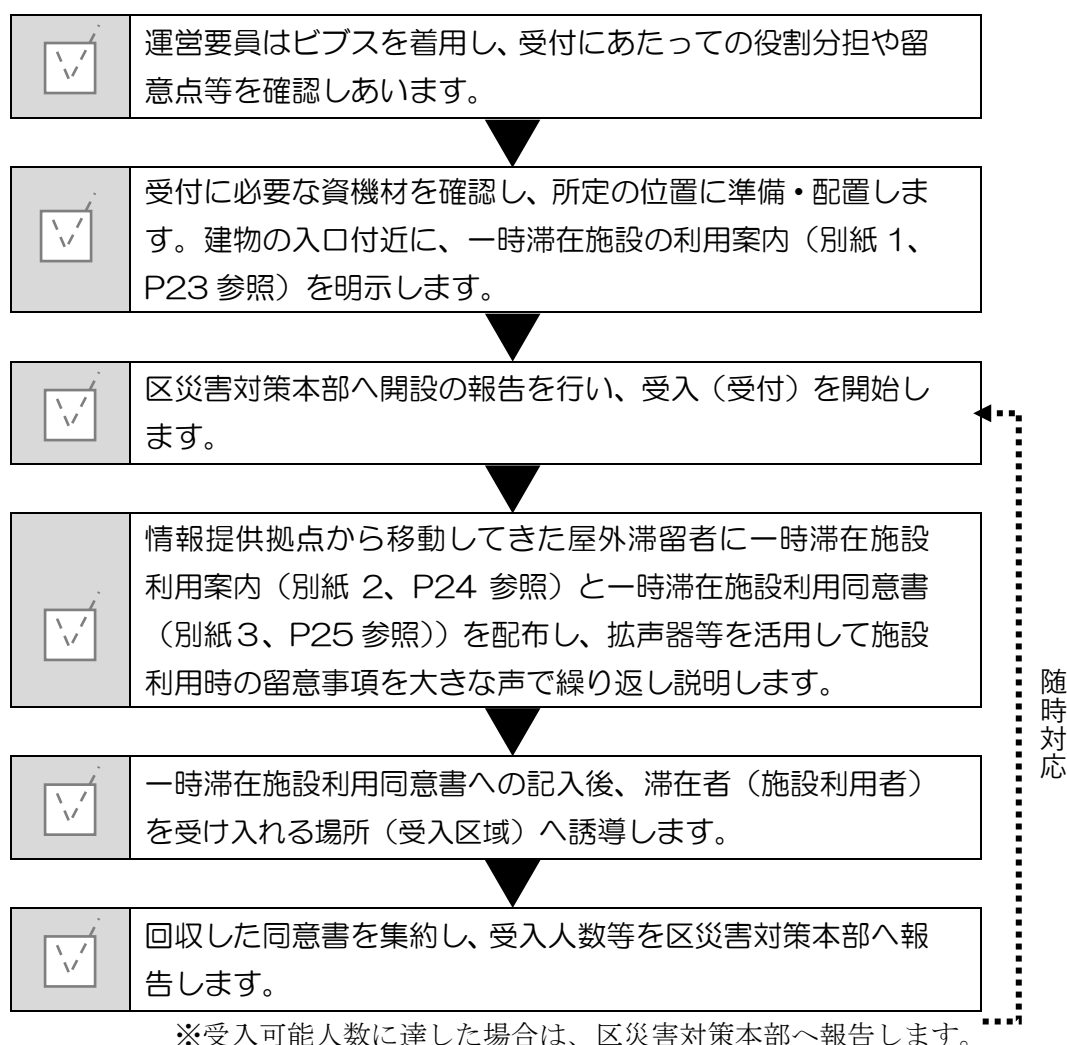 運営要員はビブスを着用し、受付にあたっての役割分担や留
意点等を確認しあいます。
受付に必要な資機材を確認し、所定の位置に準備・配置しま
す。建物の入口付近に、一時滞在施設の利用案内（別紙 1、
P23 参照）を明示します。
区災害対策本部へ開設の報告を行い、受入（受付）を開始し
ます。
情報提供拠点から移動してきた屋外滞留者に一時滞在施設
利用案内（別紙 2、P24 参照）と一時滞在施設利用同意書
（別紙３、P25 参照））を配布し、拡声器等を活用して施設
利用時の留意事項を大きな声で繰り返し説明します。
一時滞在施設利用同意書への記入後、滞在者（施設利用者）
を受け入れる場所（受入区域）へ誘導します。
回収した同意書を集約し、受入人数等を区災害対策本部へ報
告します。
※受入可能人数に達した場合は、区災害対策本部へ報告します。
随時対応